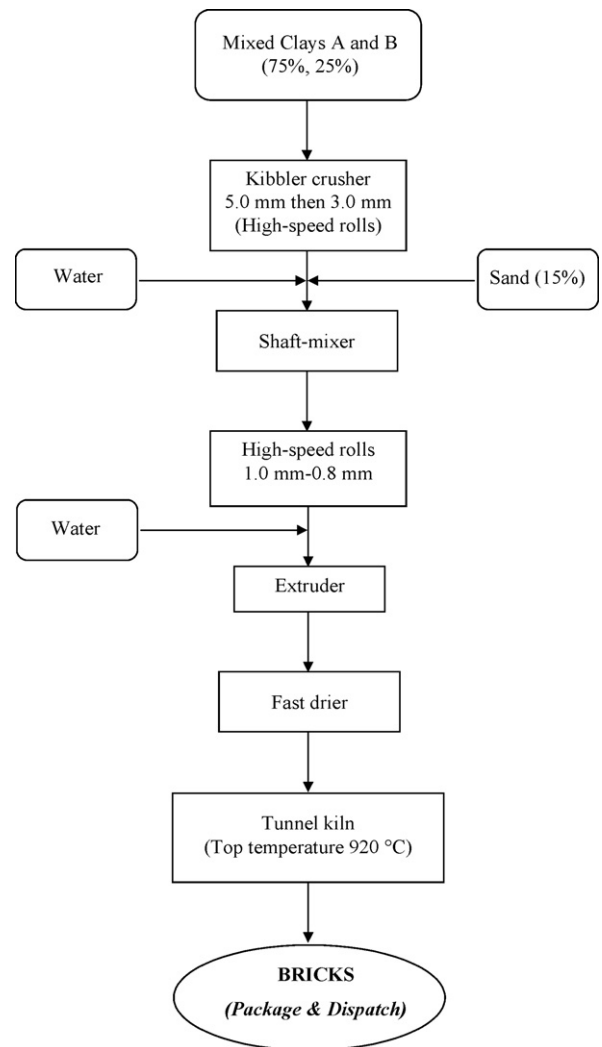 Mixed Clays A and B
(75%, 25%)
Kibbler crusher
5.0 mm then 3.0 mm
(High-speed rolls)
Water
Sand (15%)
Shaft-mixer
High-speed rolls
1.0 mm-0.8 mm
Water
Extruder
Fast drier
Tunnel kiln
(Top temperature 920 °C)
BRICKS
(Package & Dispatch)